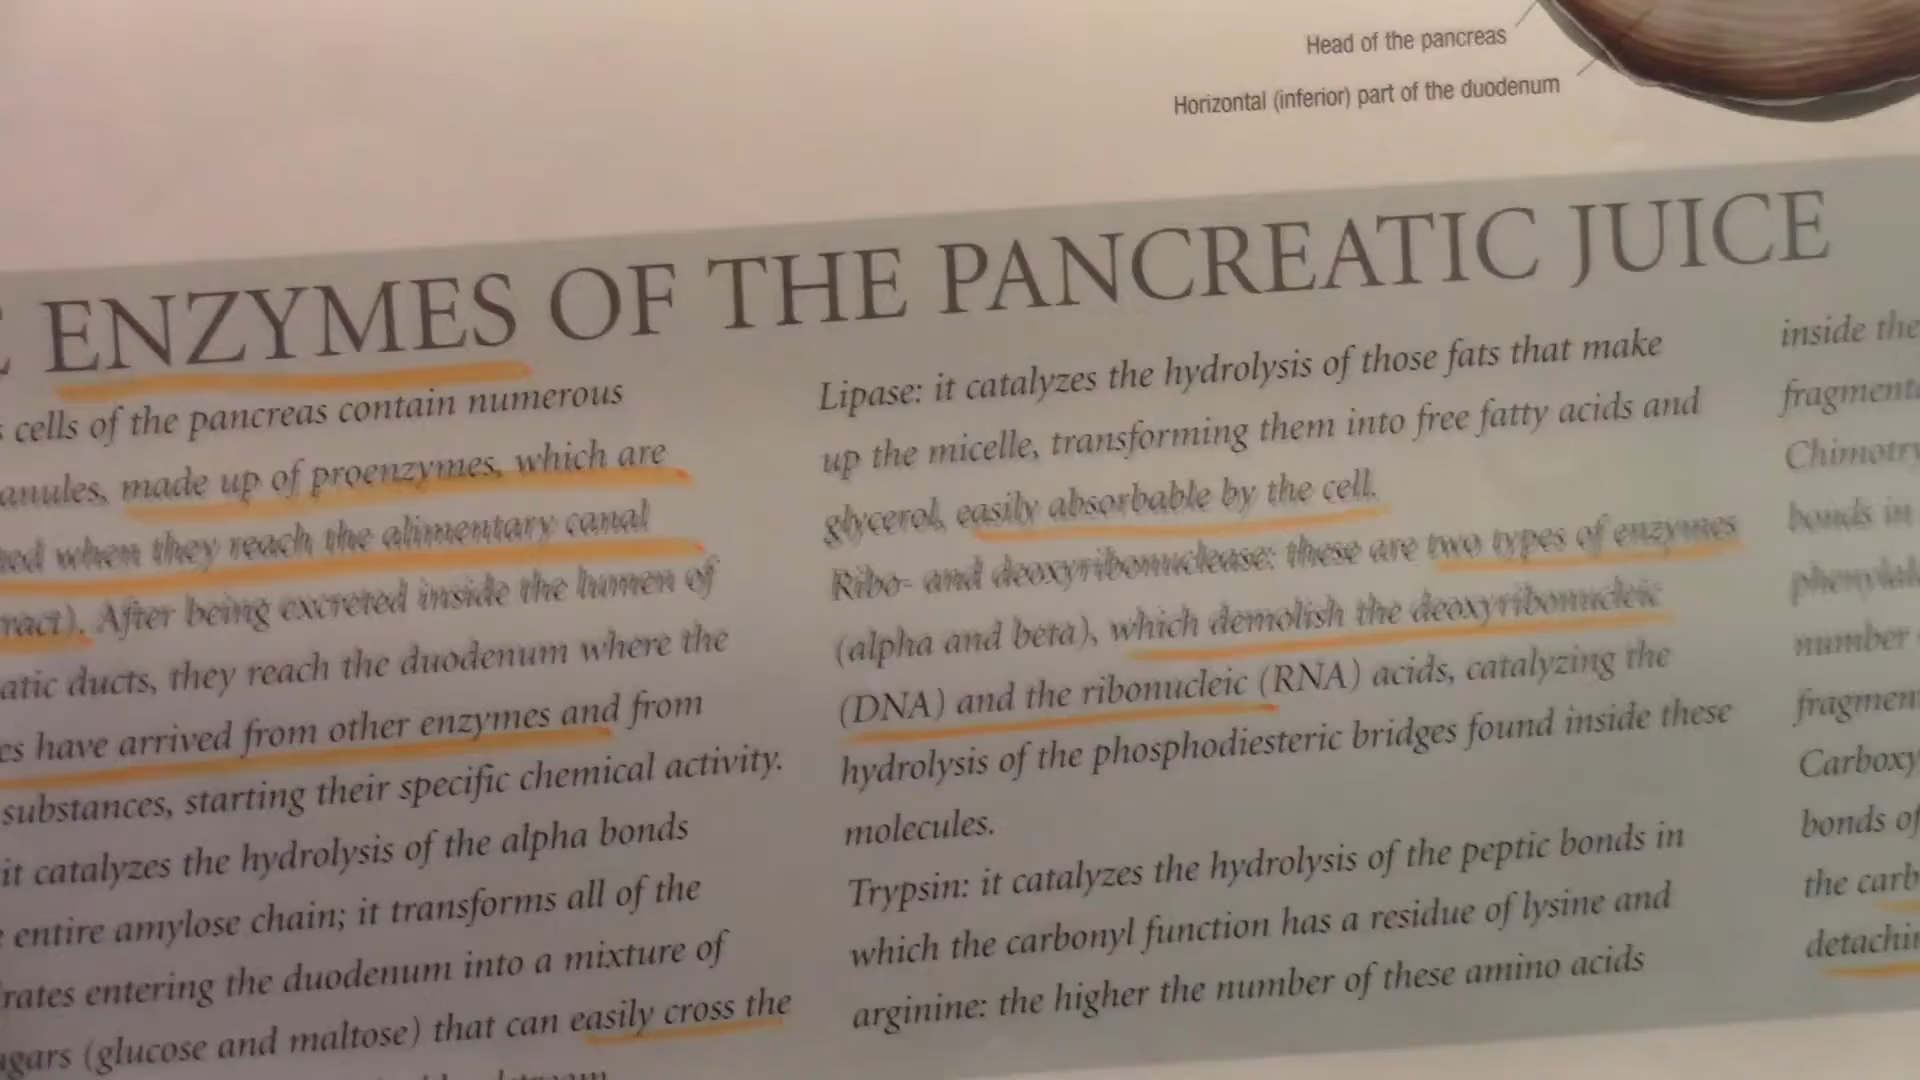 Head of the pancreas
Horizontal (inferior) part of the duodenum
ENZYMES OF THE PANCREATIC JUICE
cells of the pancreas contain numerous
made up of proenzymes, which are
when they reach the alimentary canal
After being excreted inside the lumen of
ducts, they reach the duodenum where the
have arrived from other enzymes and from
substances, starting their specific chemical activity.
it catalyzes the hydrolysis of the alpha bonds
entire amylose chain; it transforms all of the
entering the duodenum into a mixture of
(glucose and maltose) that can easily cross the
Lipase: it catalyzes the hydrolysis of those fats that make
up the micelle, transforming them into free fatty acids and
glycerol, easily absorbable by the cell.
Ribo- and deoxyribonuclease: these are two types of enzymes
(alpha and beta), which demolish the deoxyribonucleic
(DNA) and the ribonucleic (RNA) acids, catalyzing the
hydrolysis of the phosphodiesteric bridges found inside these
molecules.
Trypsin: it catalyzes the hydrolysis of the peptic bonds in
which the carbonyl function has a residue of lysine and
arginine: the higher the number of these amino acids
inside the
bonds in
number
bonds of
the